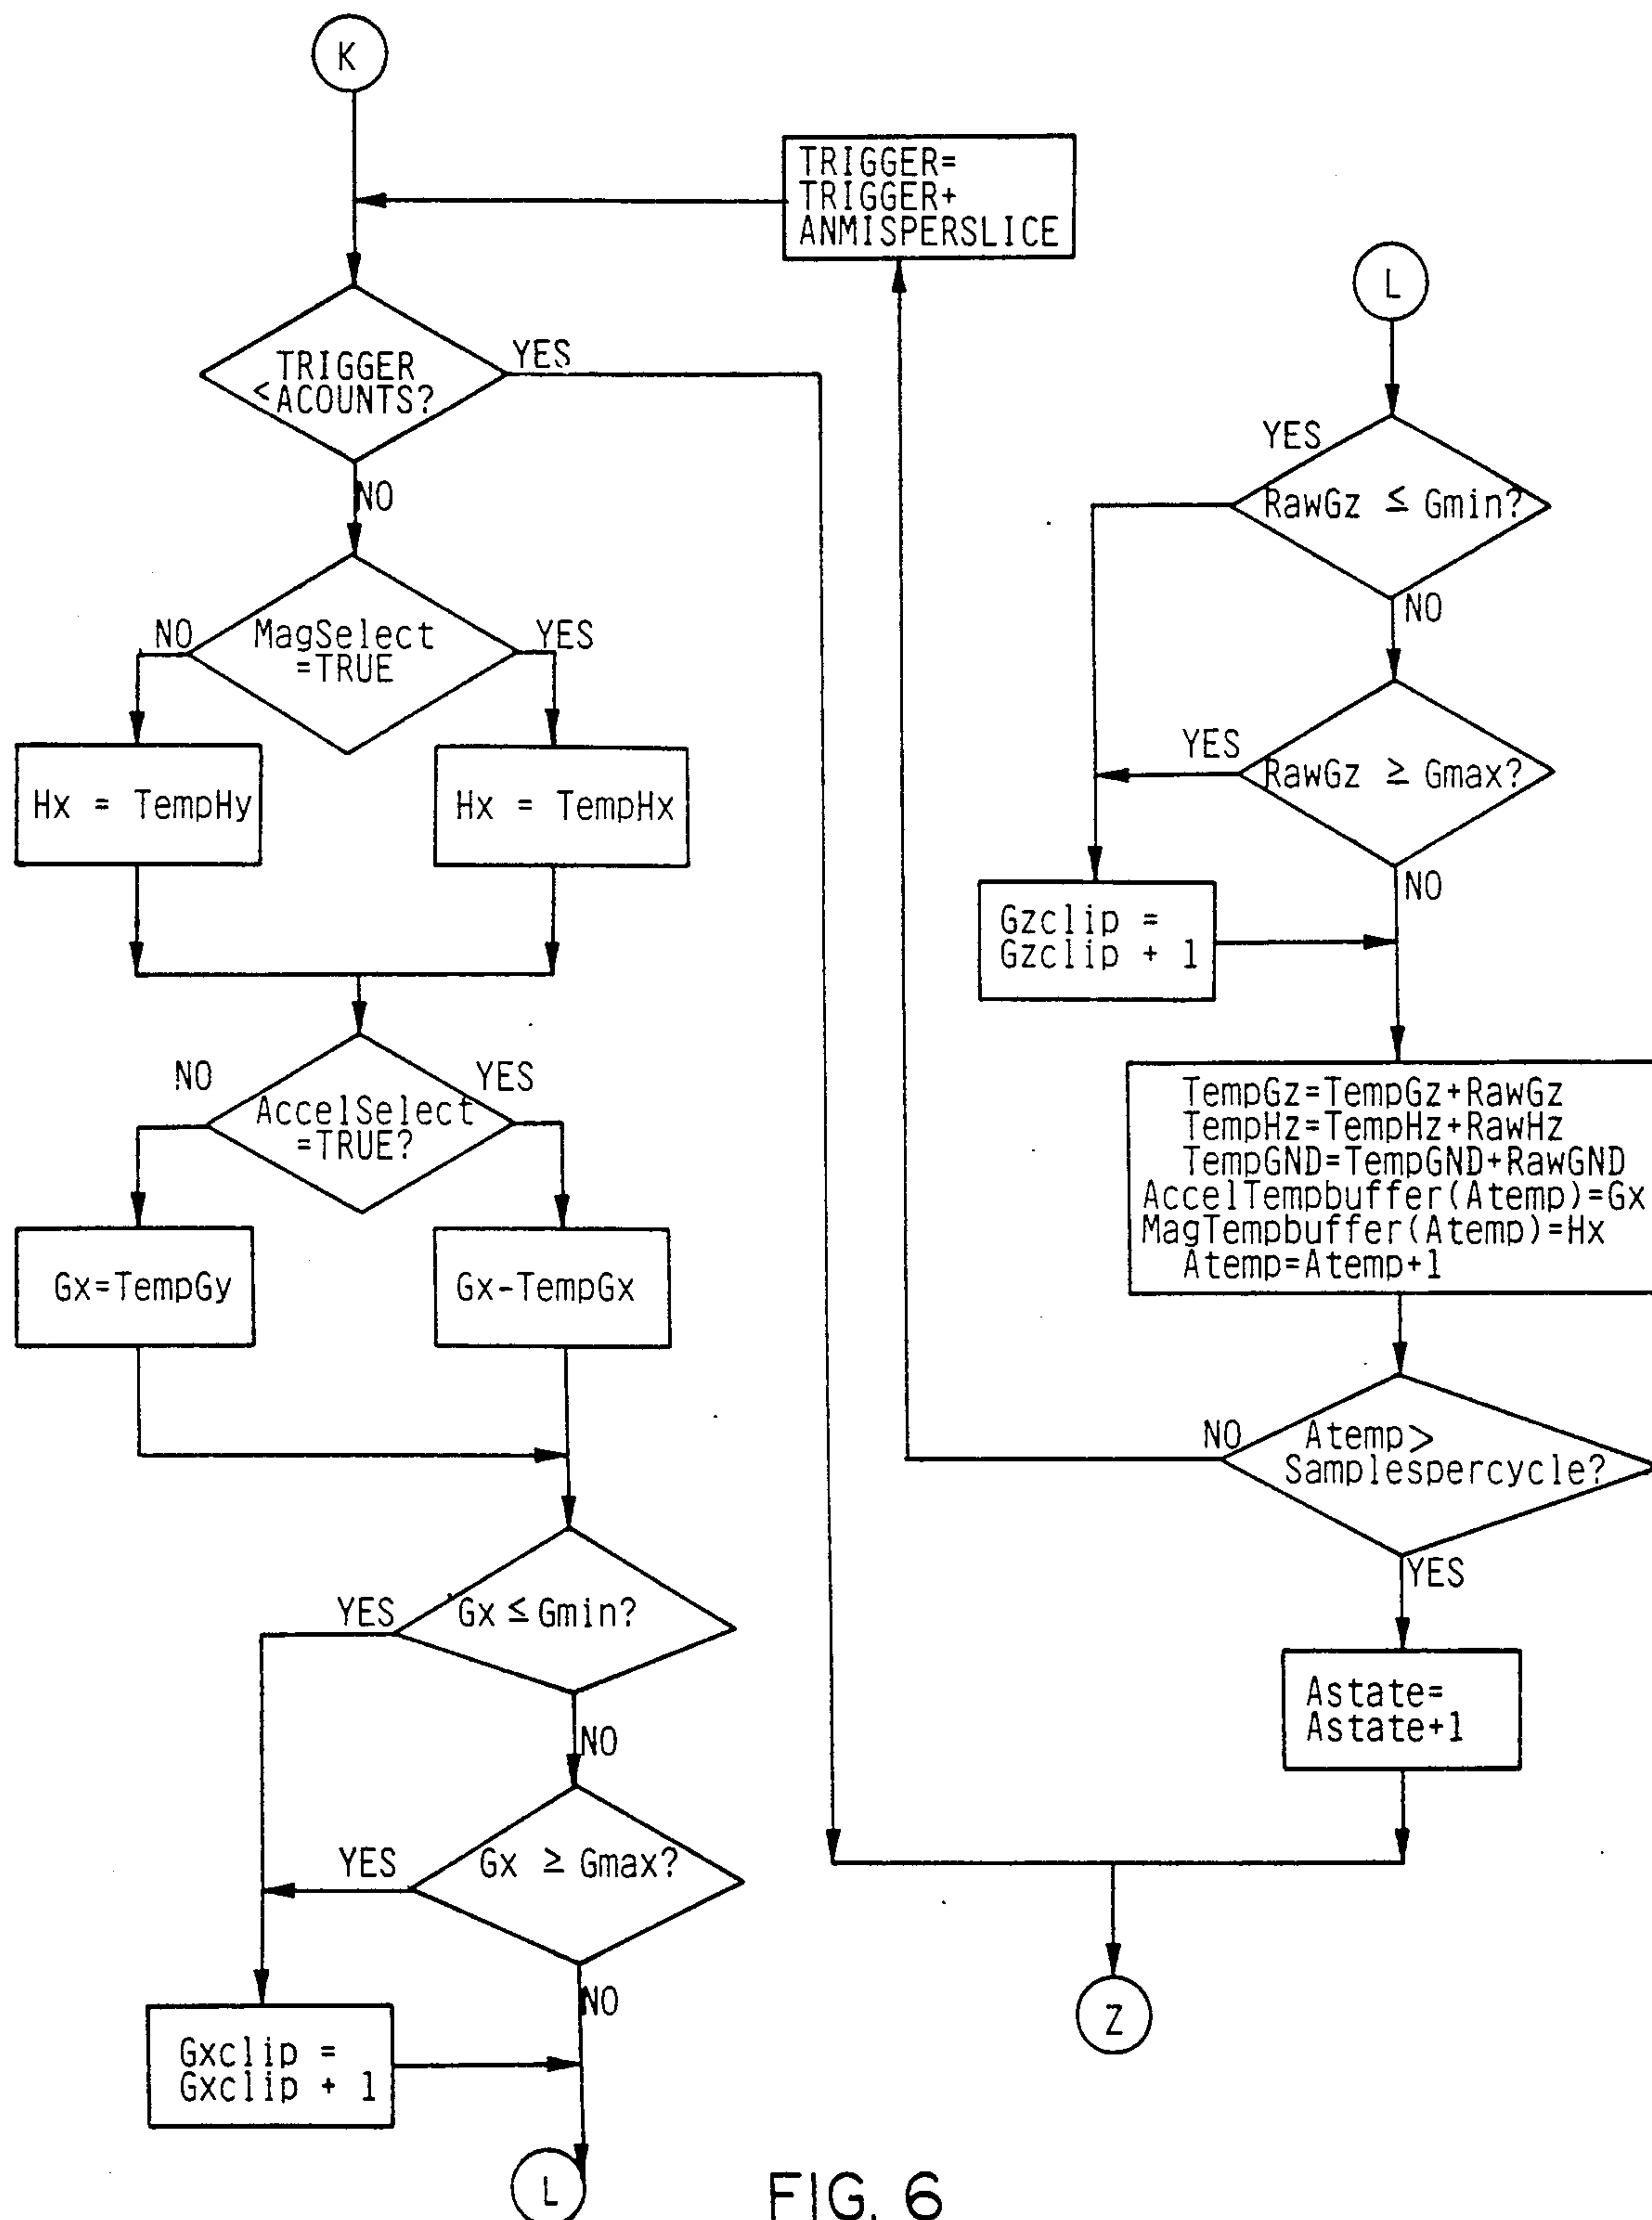 K
TRIGGER=
TRIGGER+
ANMISPERSLICE
TRIGGER
<ACOUNTS?
YES
NO
MagSelect
=TRUE
NO
YES
Hx = TempHy
Hx = TempHx
AccelSelect
=TRUE?
NO
YES
Gx=TempGy
Gx-TempGx
Gx ≤ Gmin?
YES
NO
Gx ≥ Gmax?
YES
NO
Gxclip =
Gxclip + 1
L
L
YES
RawGz ≤ Gmin?
NO
YES
RawGz ≥ Gmax?
NO
Gzclip =
Gzclip + 1
TempGz=TempGz+RawGz
TempHz=TempHz+RawHz
TempGND=TempGND+RawGND
AccelTempbuffer(Atemp)=Gx
MagTempbuffer(Atemp)=Hx
Atemp=Atemp+1
NO
Atemp>
Samplespercycle?
YES
Astate=
Astate+1
Z
FIG. 6